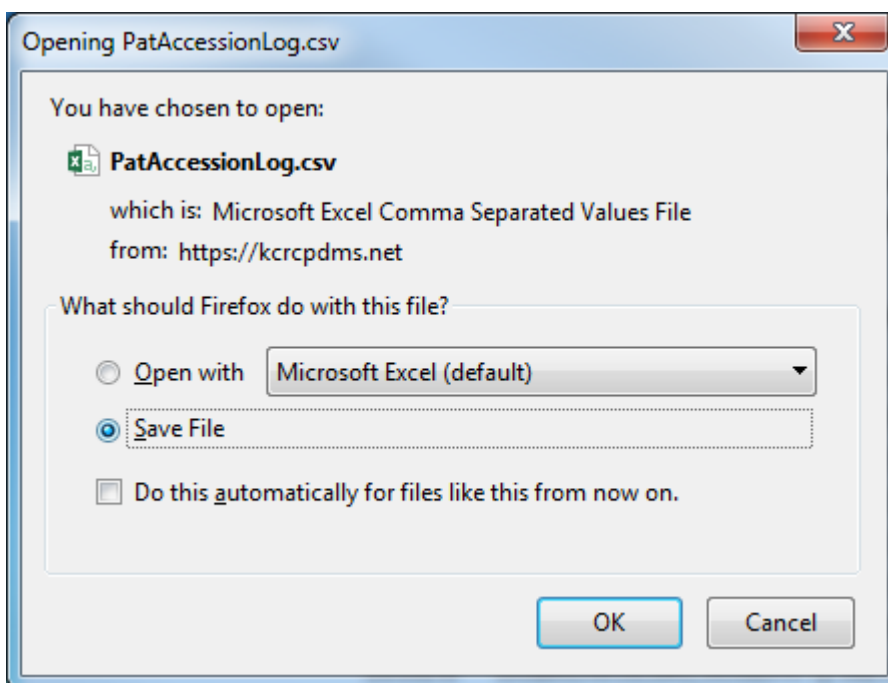 Opening PatAccessionLog.csv
You have chosen to open:
PatAccessionLog.csv
which is: Microsoft Excel Comma Separated Values File
from: https://kcrcpdms.net
What should Firefox do with this file?
Open with Microsoft Excel (default)
Save File
Do this automatically for files like this from now on.
OK Cancel